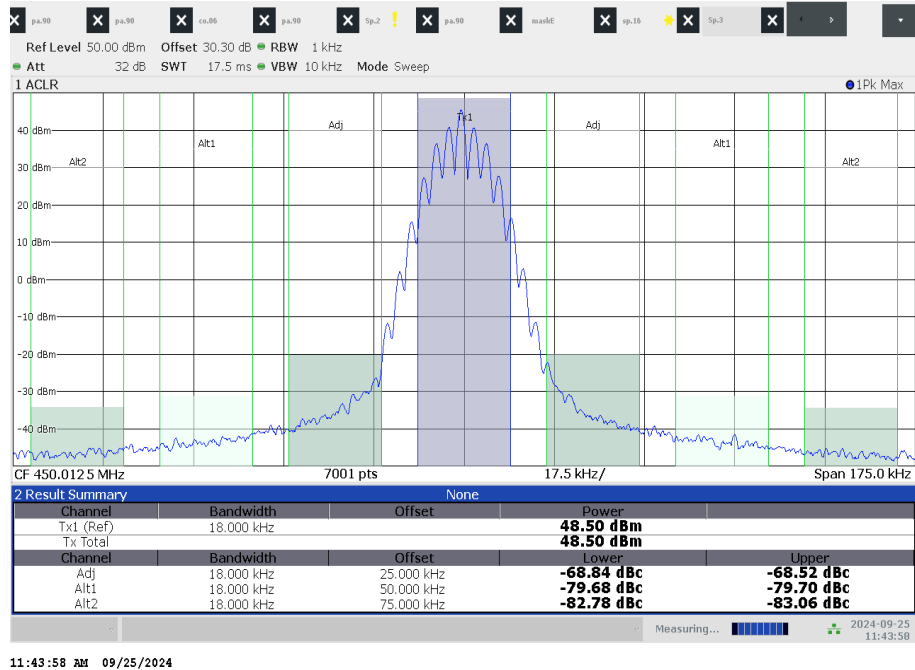 pa.90 pa.90 co.06 pa.90 Sp.2 pa.90 maskE sp.16 Sp.3
Ref Level 50.00 dBm Offset 30.30 dB RBW 1 kHz
Att 32 dB SWT 17.5 ms VBW 10 kHz Mode Sweep
1 ACLR 1Pk Max
Tx1
Adj Adj
40 dBm
Alt1 Alt1
Alt2 Alt2
30 dBm
20 dBm
10 dBm
0 dBm
-10 dBm
-20 dBm
-30 dBm
-40 dBm
CF 450.0125 MHz 7001 pts 17.5 kHz/ Span 175.0 kHz
2 Result Summary None
Channel Bandwidth Offset Power
Tx1 (Ref) 18.000 kHz 48.50 dBm
Tx Total 48.50 dBm
Channel Bandwidth Offset Lower Upper
Adj 18.000 kHz 25.000 kHz -68.84 dBc -68.52 dBc
Alt1 18.000 kHz 50.000 kHz -79.68 dBc -79.70 dBc
Alt2 18.000 kHz 75.000 kHz -82.78 dBc -83.06 dBc
Measuring... 2024-09-25
11:43:58
11:43:58 AM 09/25/2024